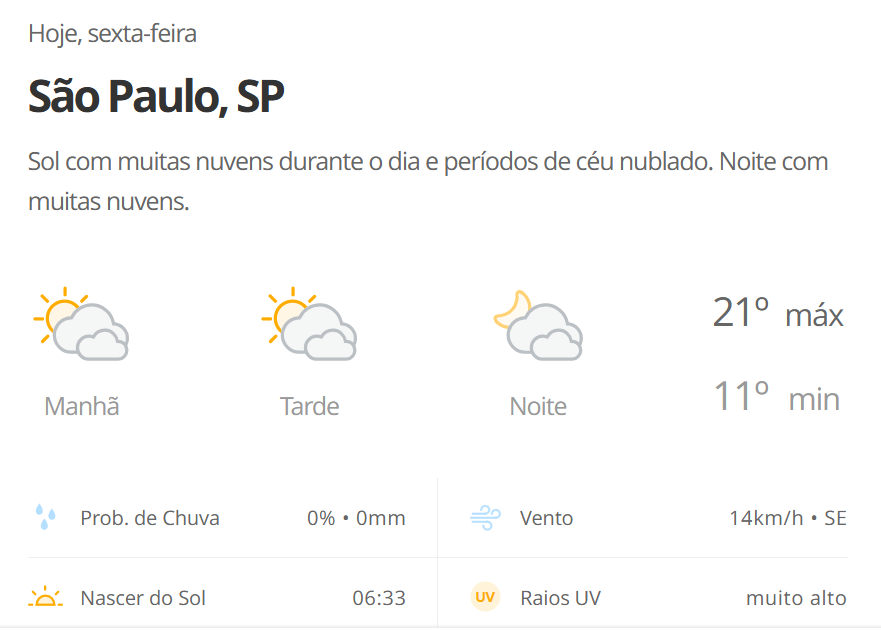 Hoje, sexta-feira
São Paulo, SP
Sol com muitas nuvens durante o dia e períodos de céu nublado. Noite com
muitas nuvens.
21º máx
11º min
Manhã
Tarde
Noite
Prob. de Chuva 0% • 0mm
Vento 14km/h • SE
Nascer do Sol 06:33
UV Raios UV muito alto